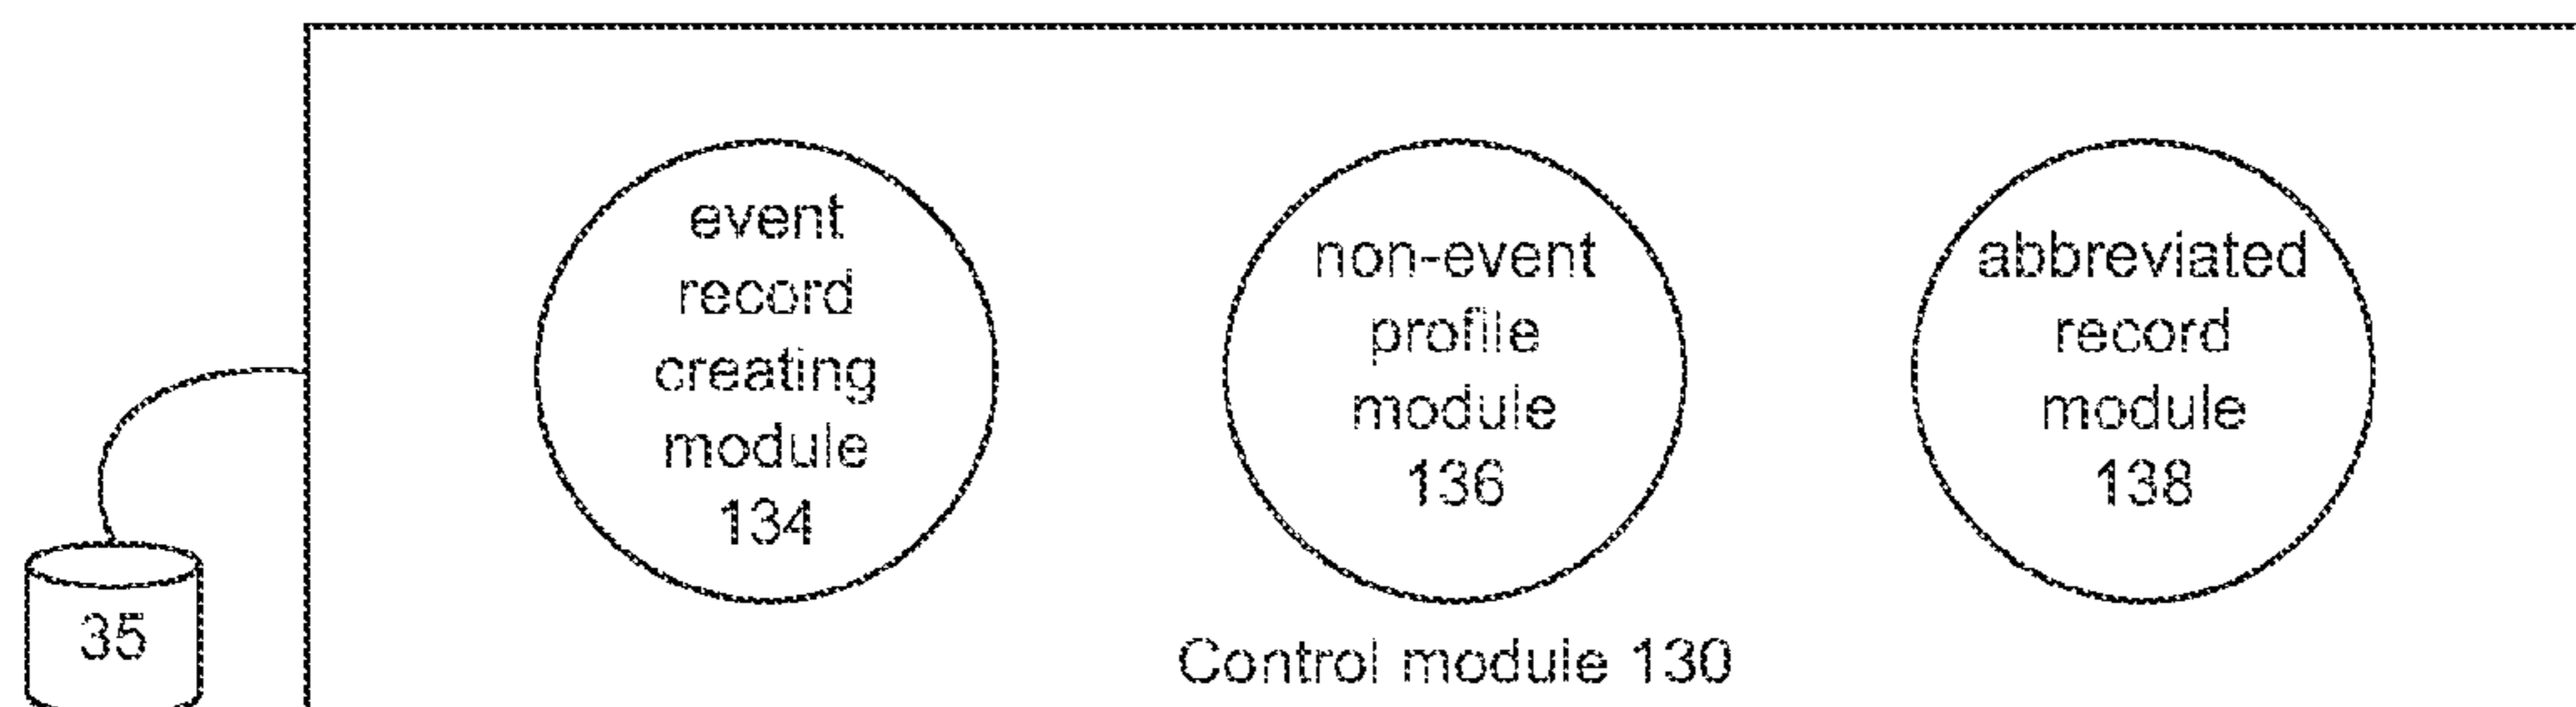 event
record
creating
module
134
non-event
profile
module
136
abbreviated
record
module
138
35
Control module 130